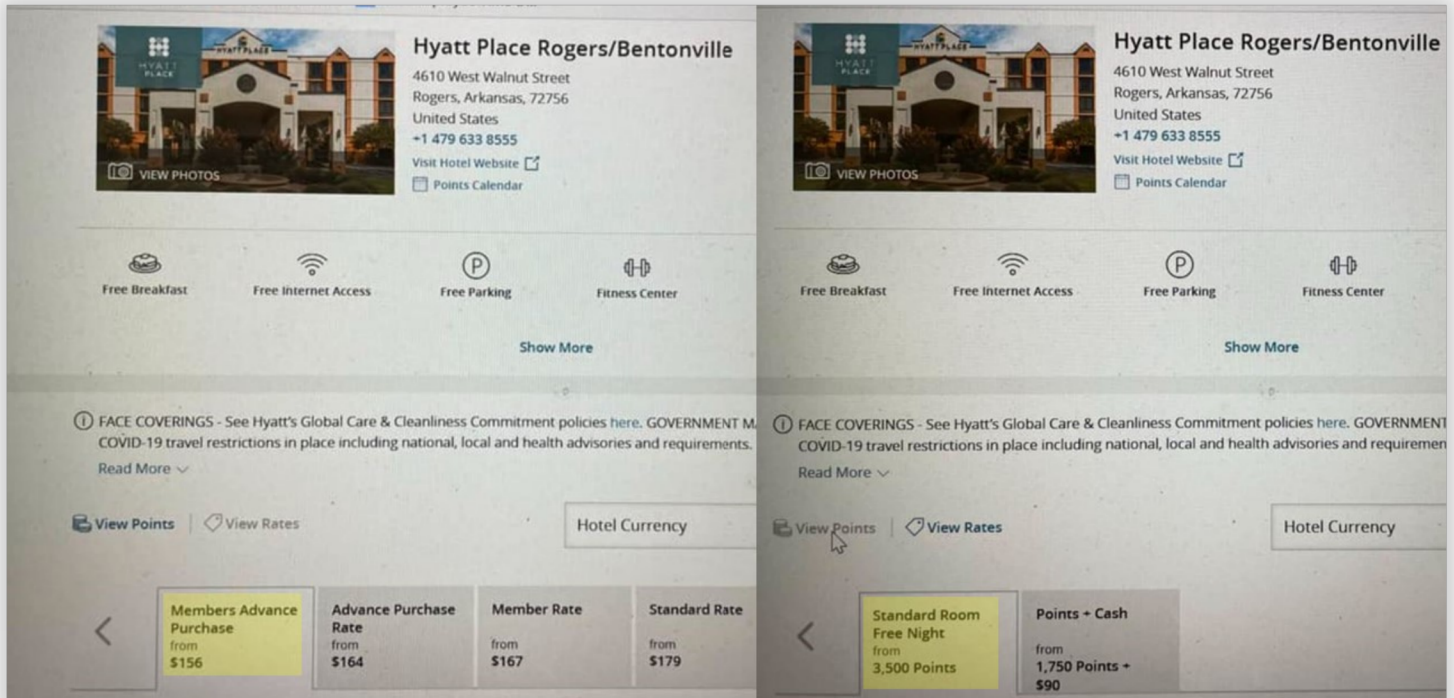 HYATT
PLACE
HYATT PLACE
VIEW PHOTOS
Hyatt Place Rogers/Bentonville
4610 West Walnut Street
Rogers, Arkansas, 72756
United States
+1 479 633 8555
Visit Hotel Website
Points Calendar
Free Breakfast
Free Internet Access
P
Free Parking
Fitness Center
Show More
FACE COVERINGS - See Hyatt's Global Care & Cleanliness Commitment policies here. GOVERNMENT M
COVID-19 travel restrictions in place including national, local and health advisories and requirements.
Read More
View Points
View Rates
Hotel Currency
Members Advance
Purchase
from
$156
Advance Purchase
Rate
from
$164
Member Rate
from
$167
Standard Rate
from
$179
HYATT
PLACE
HYATT PLACE
VIEW PHOTOS
Hyatt Place Rogers/Bentonville
4610 West Walnut Street
Rogers, Arkansas, 72756
United States
+1 479 633 8555
Visit Hotel Website
Points Calendar
Free Breakfast
Free Internet Access
P
Free Parking
Fitness Center
Show More
FACE COVERINGS - See Hyatt's Global Care & Cleanliness Commitment policies here. GOVERNMENT
COVID-19 travel restrictions in place including national, local and health advisories and requiremen
Read More
View Points
View Rates
Hotel Currency
Standard Room
Free Night
from
3,500 Points
Points + Cash
from
1,750 Points +
$90